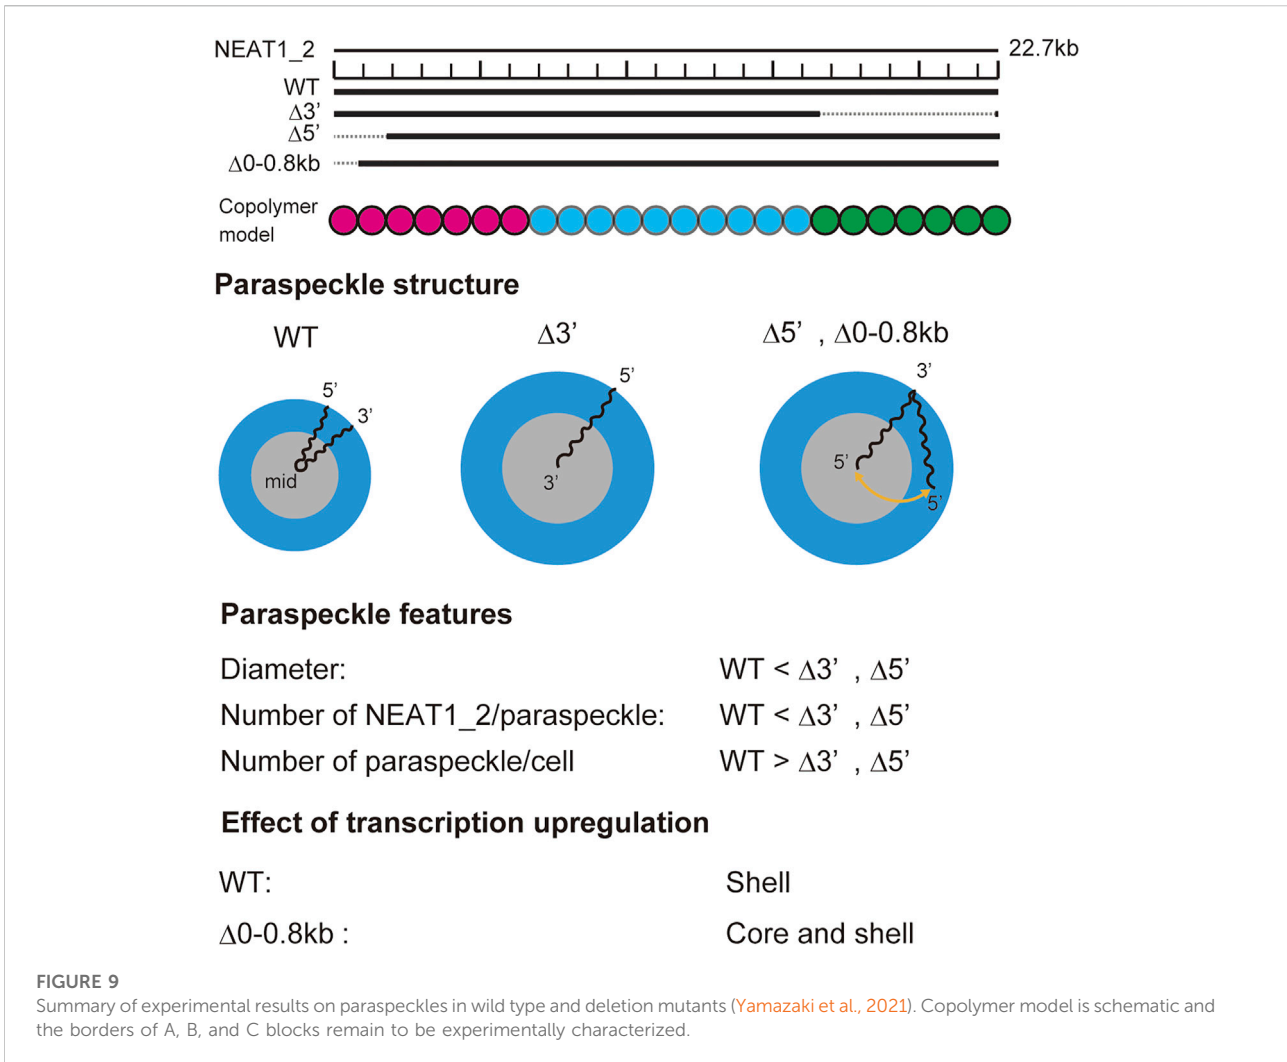 NEAT1_2
22.7kb
WT
Δ3’
Δ5’
Δ0-0.8kb
Copolymer
model
Paraspeckle structure
WT
Δ3’
Δ5’ , Δ0-0.8kb
5’
3’
mid
5’
3’
3’
5’
5’
Paraspeckle features
Diameter: WT < Δ3’ , Δ5’
Number of NEAT1_2/paraspeckle: WT < Δ3’ , Δ5’
Number of paraspeckle/cell WT > Δ3’ , Δ5’
Effect of transcription upregulation
WT: Shell
Δ0-0.8kb : Core and shell
FIGURE 9
Summary of experimental results on paraspeckles in wild type and deletion mutants (Yamazaki et al., 2021). Copolymer model is schematic and
the borders of A, B, and C blocks remain to be experimentally characterized.